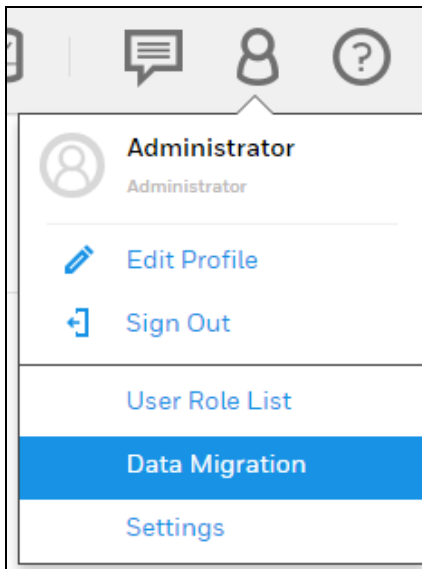 Administrator
Administrator
Edit Profile
Sign Out
User Role List
Data Migration
Settings